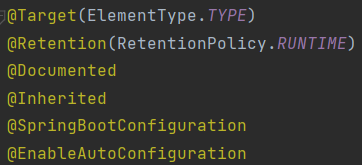 @Target(ElementType.TYPE)
@Retention(RetentionPolicy.RUNTIME)
@Documented
@Inherited
@SpringBootConfiguration
@EnableAutoConfiguration